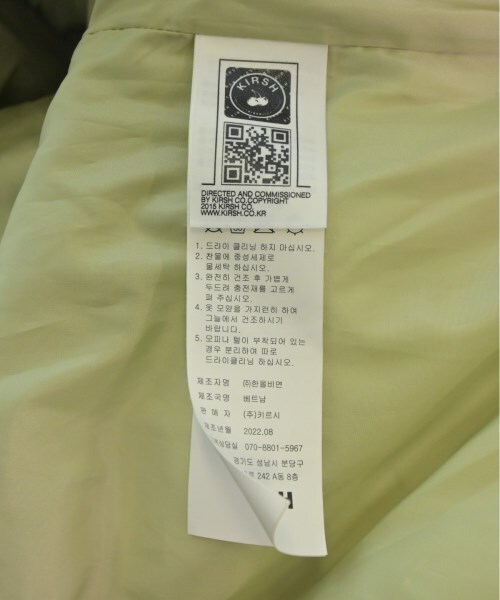 KIRSH
DIRECTED AND COMMISSIONED
BY KIRSH CO.COPYRIGHT
2015 KIRSH CO.
WWW.KIRSH.CO.KR
1. 드라이 클리닝 하지 마십시오.
2. 찬물에 중성세제로
물세탁 하십시오.
3. 완전히 건조 후 가볍게
두드려 충전재를 고르게
펴 주십시오.
4. 옷 모양을 가지런히 하여
그늘에서 건조하시기
바랍니다.
5. 모피나 털이 부착되어 있는
경우 분리하여 따로
드라이클리닝 하십시오.
제조자명 ㈜한올비앤
제조국명 베트남
판 매 자 (주)키르시
제조년월 2022.08
상담실 070-8801-5967
경기도 성남시 분당구
242 A동 8층
H